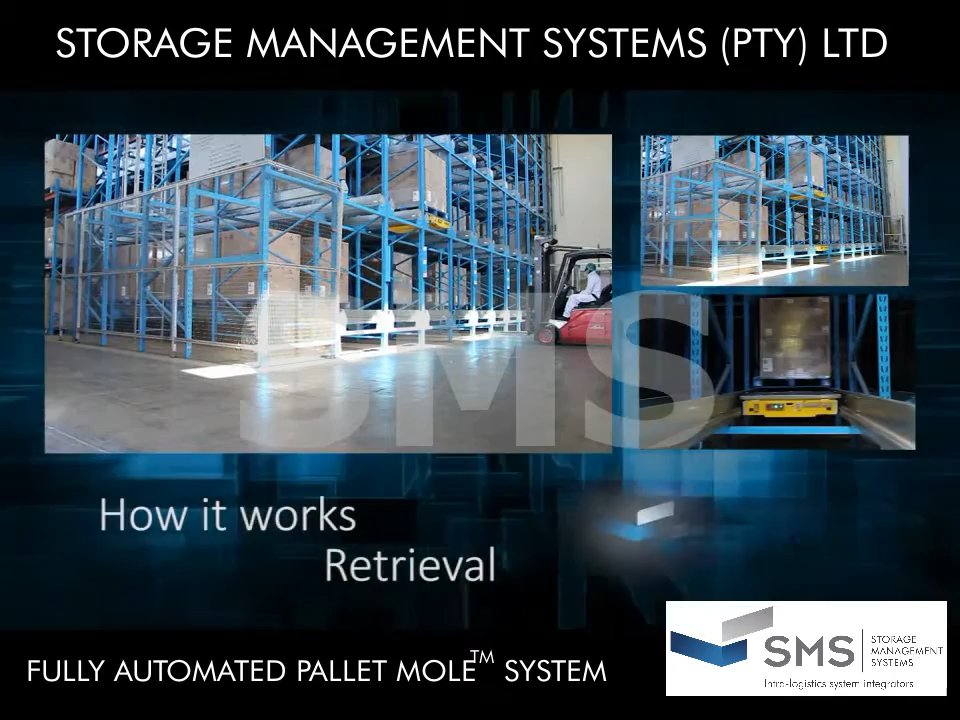 STORAGE MANAGEMENT SYSTEMS (PTY) LTD
SMS
How it works
Retrieval
FULLY AUTOMATED PALLET MOLE™ SYSTEM
SMS
STORAGE
MANAGEMENT
SYSTEMS
Intra-logistics system integrators